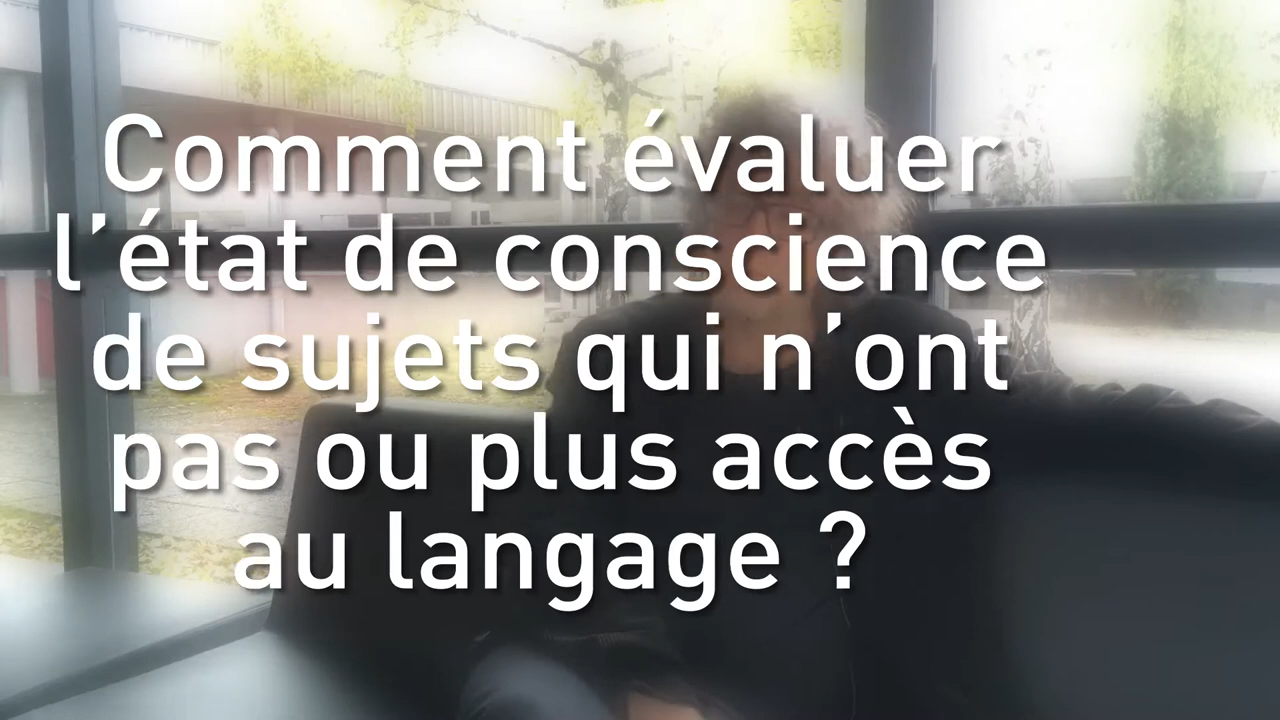 Comment évaluer
l’état de conscience
de sujets qui n’ont
pas ou plus accès
au langage ?